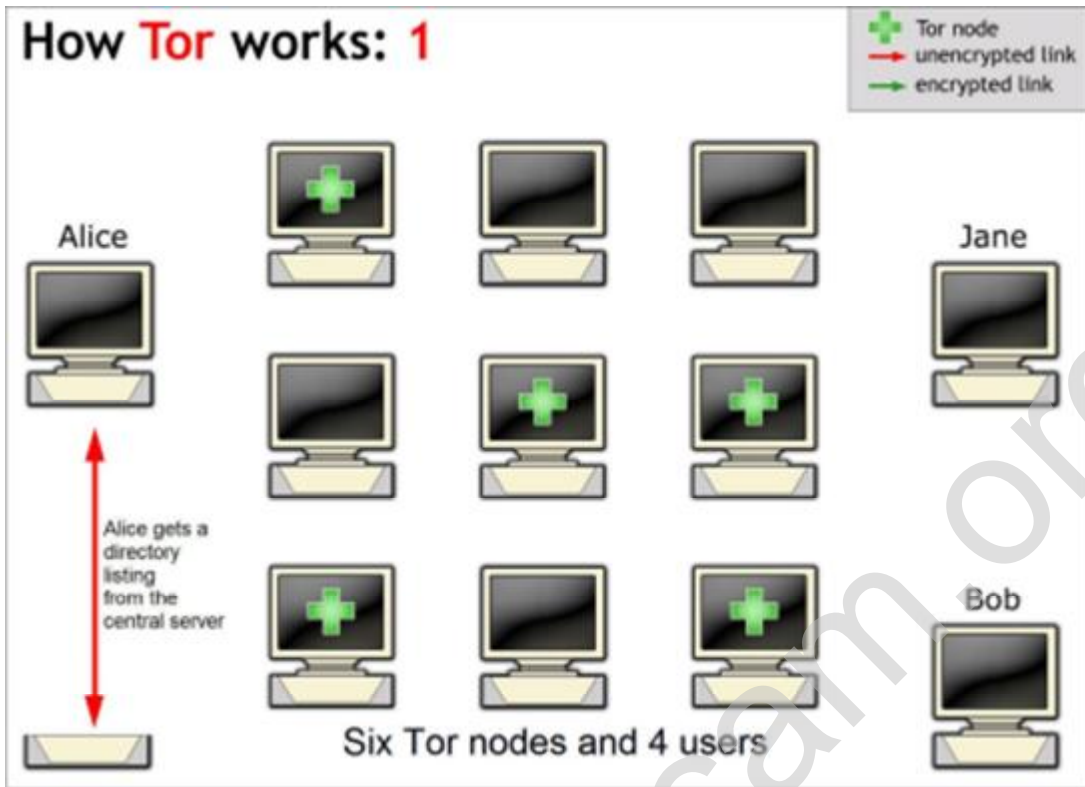 How Tor works: 1
Tor node
unencrypted link
encrypted link
Alice
Jane
Alice gets a
directory
listing
from the
central server
Bob
Six Tor nodes and 4 users